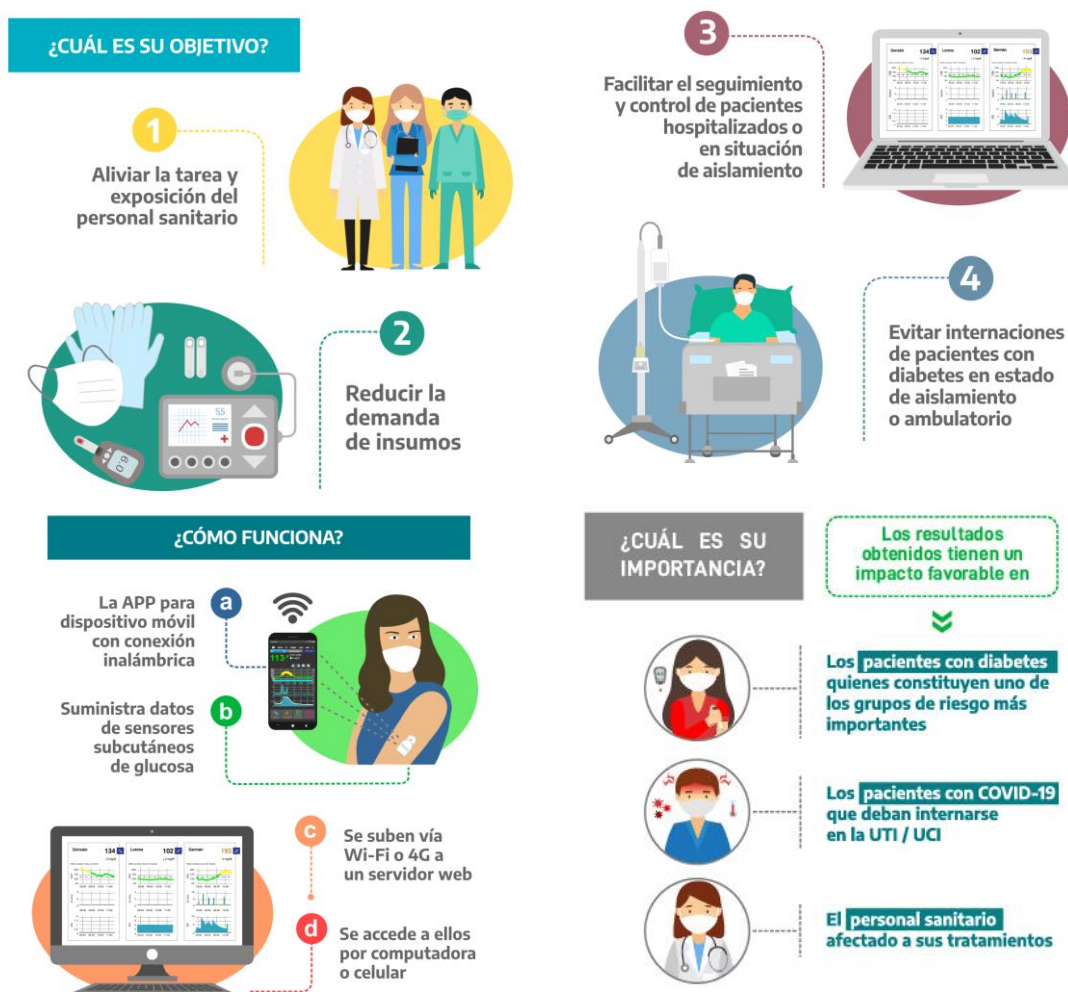 ¿CUÁL ES SU OBJETIVO?
1
Aliviar la tarea y
exposición del
personal sanitario
2
Reducir la
demanda
de insumos
3
Facilitar el seguimiento
y control de pacientes
hospitalizados o
en situación
de aislamiento
4
Evitar internaciones
de pacientes con
diabetes en estado
de aislamiento
o ambulatorio
¿CÓMO FUNCIONA?
a
La APP para
dispositivo móvil
con conexión
inalámbrica
b
Suministra datos
de sensores
subcutáneos
de glucosa
113
c
Se suben vía
Wi-Fi o 4G a
un servidor web
d
Se accede a ellos
por computadora
o celular
134
Lorena 102
¿CUÁL ES SU
IMPORTANCIA?
Los resultados
obtenidos tienen un
impacto favorable en
Los pacientes con diabetes
quienes constituyen uno de
los grupos de riesgo más
importantes
Los pacientes con COVID-19
que deban internarse
en la UTI / UCI
El personal sanitario
afectado a sus tratamientos